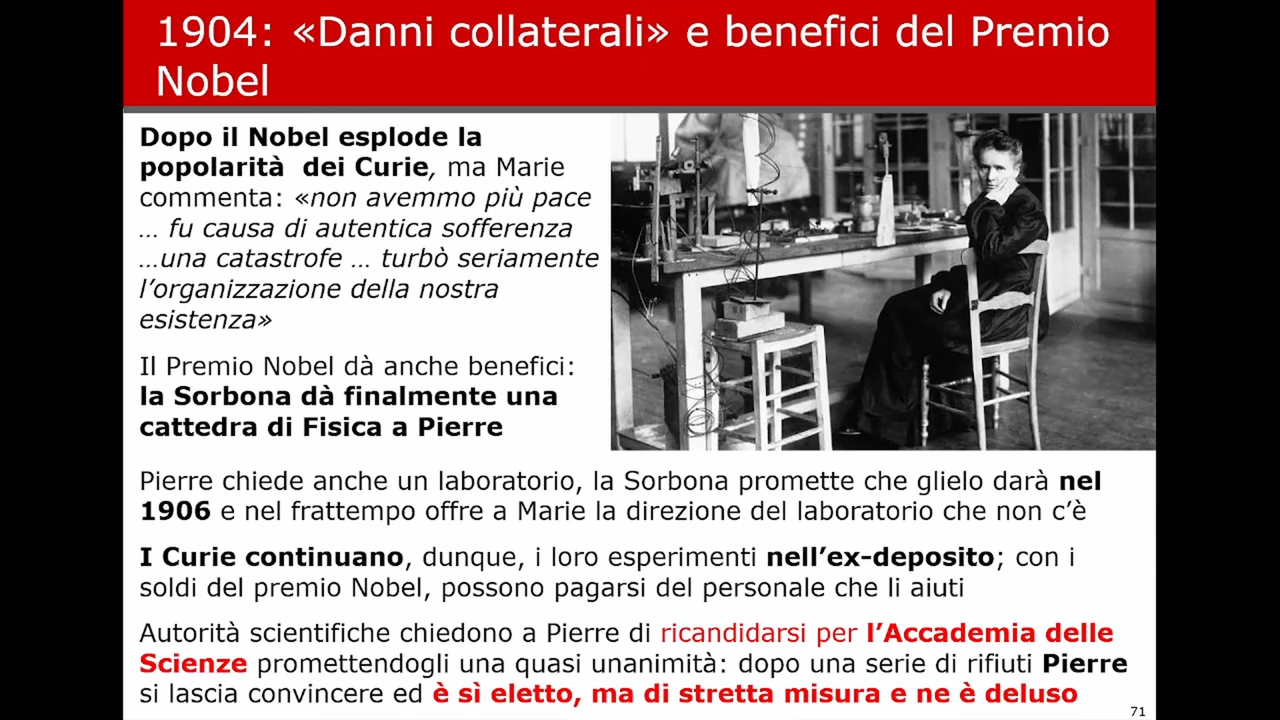 1904: «Danni collaterali» e benefici del Premio
Nobel
Dopo il Nobel esplode la
popolarità  dei Curie, ma Marie
commenta: «non avemmo più pace
… fu causa di autentica sofferenza
…una catastrofe … turbò seriamente
l’organizzazione della nostra
esistenza»
Il Premio Nobel dà anche benefici:
la Sorbona dà finalmente una
cattedra di Fisica a Pierre
Pierre chiede anche un laboratorio, la Sorbona promette che glielo darà nel
1906 e nel frattempo offre a Marie la direzione del laboratorio che non c’è
I Curie continuano, dunque, i loro esperimenti nell’ex-deposito; con i
soldi del premio Nobel, possono pagarsi del personale che li aiuti
Autorità scientifiche chiedono a Pierre di ricandidarsi per l’Accademia delle
Scienze promettendogli una quasi unanimità: dopo una serie di rifiuti Pierre
si lascia convincere ed è sì eletto, ma di stretta misura e ne è deluso
71